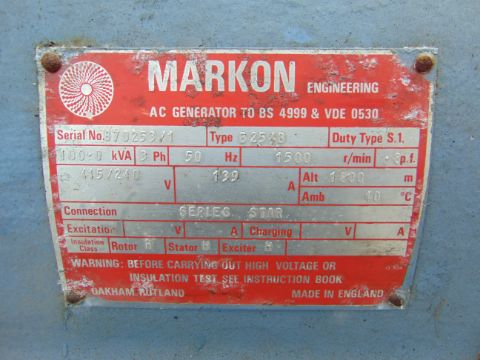 MARKON ENGINEERING
AC GENERATOR TO BS 4999 & VDE 0530
Serial No. Type Duty Type S.1.
100·0 kVA 3 Ph 50 Hz 1500 r/min p.f.
415/240 V 139 A Alt m
Amb °C
Connection SERIES STAR
Excitation V A Charging V A
Insulation Class Rotor Stator Exciter
WARNING: BEFORE CARRYING OUT HIGH VOLTAGE OR
INSULATION TEST SEE INSTRUCTION BOOK
OAKHAM, RUTLAND MADE IN ENGLAND